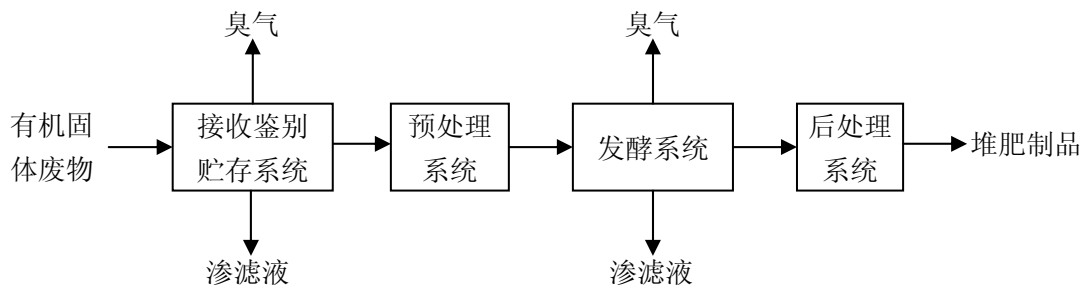 臭气
臭气
有机固
体废物
接收鉴别
贮存系统
预处理
系统
发酵系统
后处理
系统
堆肥制品
渗滤液
渗滤液